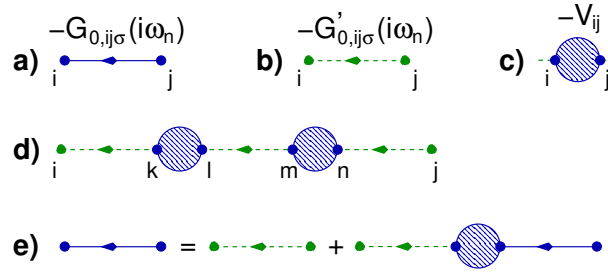 a) −G₀,ijσ(iωₙ) b) −G′₀,ijσ(iωₙ) c) −Vij
i j i j i j
d)
i k l m n j
e) = +